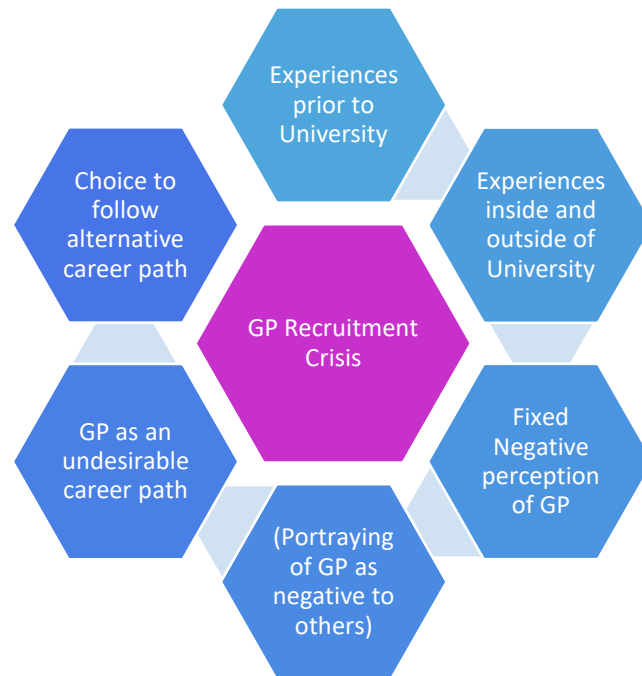 Experiences
prior to
University
Experiences
inside and
outside of
University
Fixed
Negative
perception
of GP
(Portraying
of GP as
negative to
others)
GP as an
undesirable
career path
Choice to
follow
alternative
career path
GP Recruitment
Crisis